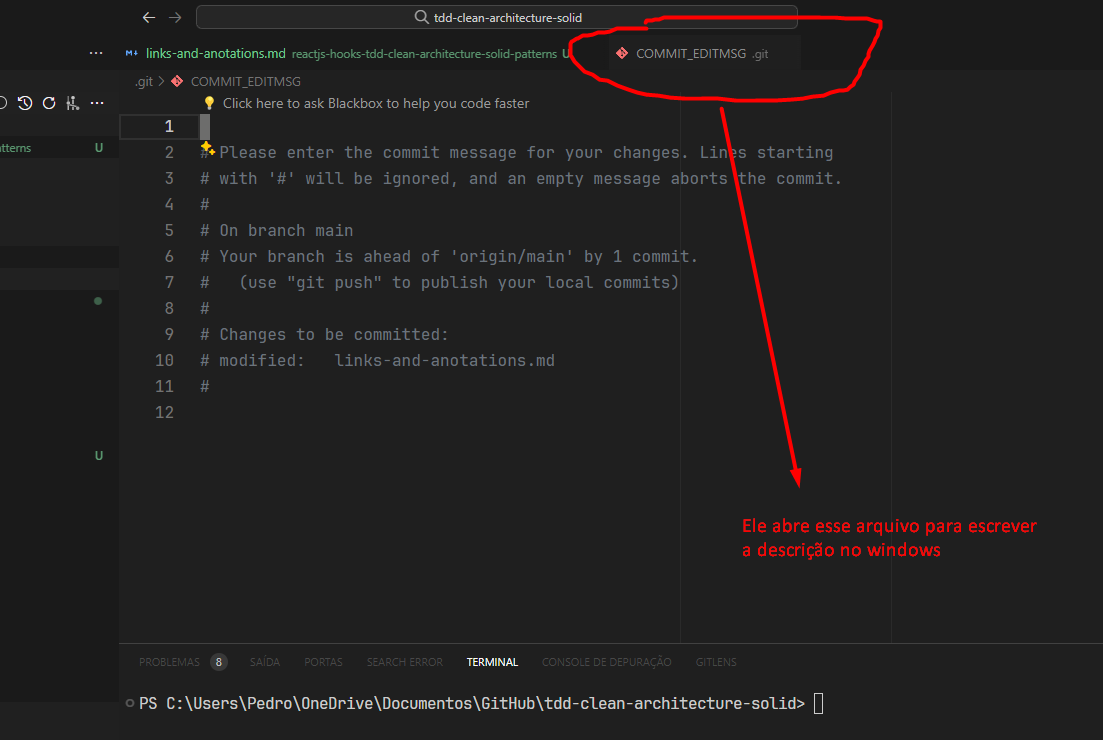 tdd-clean-architecture-solid
links-and-anotations.md reactjs-hooks-tdd-clean-architecture-solid-patterns U
COMMIT_EDITMSG .git
.git > COMMIT_EDITMSG
Click here to ask Blackbox to help you code faster
1
2 # Please enter the commit message for your changes. Lines starting
3 # with '#' will be ignored, and an empty message aborts the commit.
4 #
5 # On branch main
6 # Your branch is ahead of 'origin/main' by 1 commit.
7 #   (use "git push" to publish your local commits)
8 #
9 # Changes to be committed:
10 # modified:   links-and-anotations.md
11 #
12
tterns U
U
Ele abre esse arquivo para escrever
a descrição no windows
PROBLEMAS 8 SAÍDA PORTAS SEARCH ERROR TERMINAL CONSOLE DE DEPURAÇÃO GITLENS
PS C:\Users\Pedro\OneDrive\Documentos\GitHub\tdd-clean-architecture-solid>